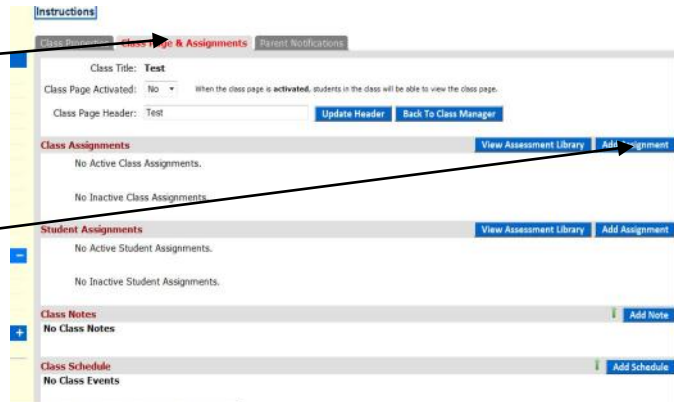 Instructions
Class Properties Class Page & Assignments Parent Notifications
Class Title: Test
Class Page Activated: No When the class page is activated, students in the class will be able to view the class page.
Class Page Header: Test Update Header Back To Class Manager
Class Assignments View Assessment Library Add Assignment
No Active Class Assignments.
No Inactive Class Assignments.
Student Assignments View Assessment Library Add Assignment
No Active Student Assignments.
No Inactive Student Assignments.
Class Notes Add Note
No Class Notes
Class Schedule Add Schedule
No Class Events